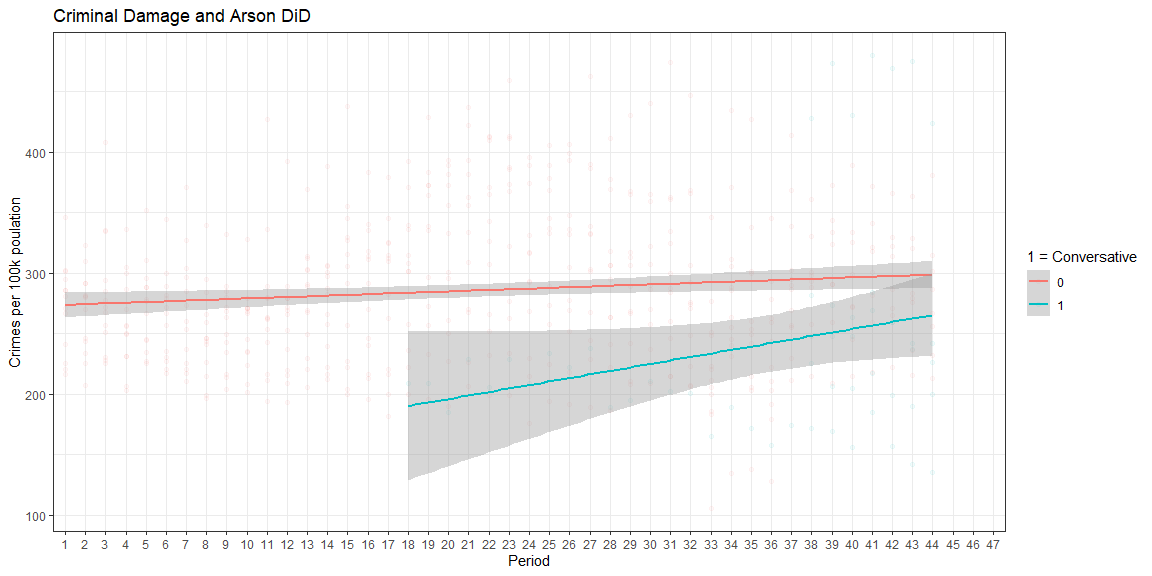 Criminal Damage and Arson DiD
Crimes per 100k poulation
400
300
200
100
1 2 3 4 5 6 7 8 9 10 11 12 13 14 15 16 17 18 19 20 21 22 23 24 25 26 27 28 29 30 31 32 33 34 35 36 37 38 39 40 41 42 43 44 45 46 47
Period
1 = Conversative
0
1